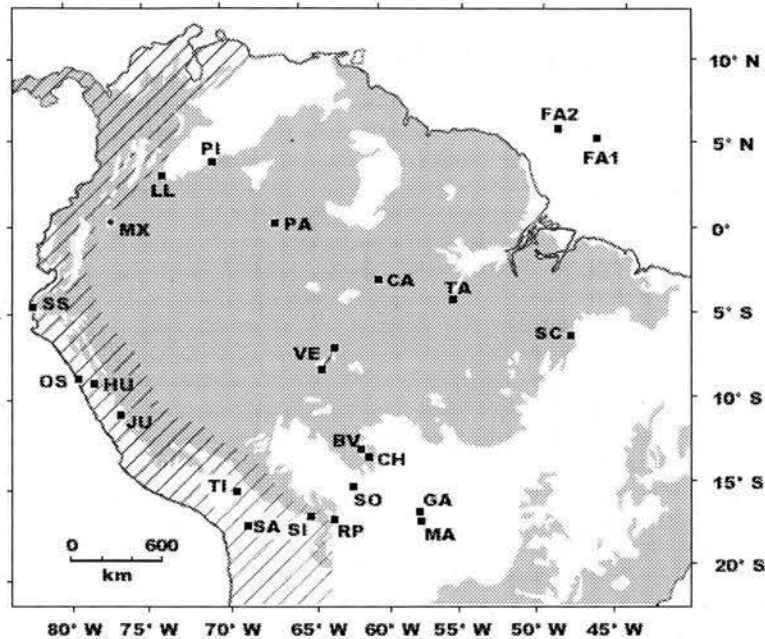 10° N
FA2
5° N
FA1
PI
LL
MX
PA
0°
CA
TA
SS
5° S
SC
VE
OS
HU
10° S
JU
BV
CH
15° S
TI
SO
GA
SA
SI
RP
MA
0 600
km
20° S
80° W 75° W 70° W 65° W 60° W 55° W 50° W 45° W